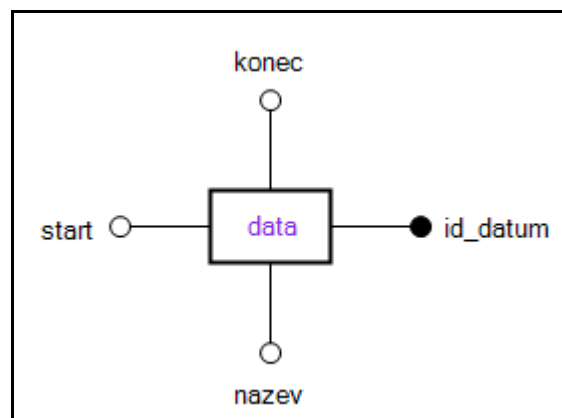 konec
start
data
id_datum
nazev